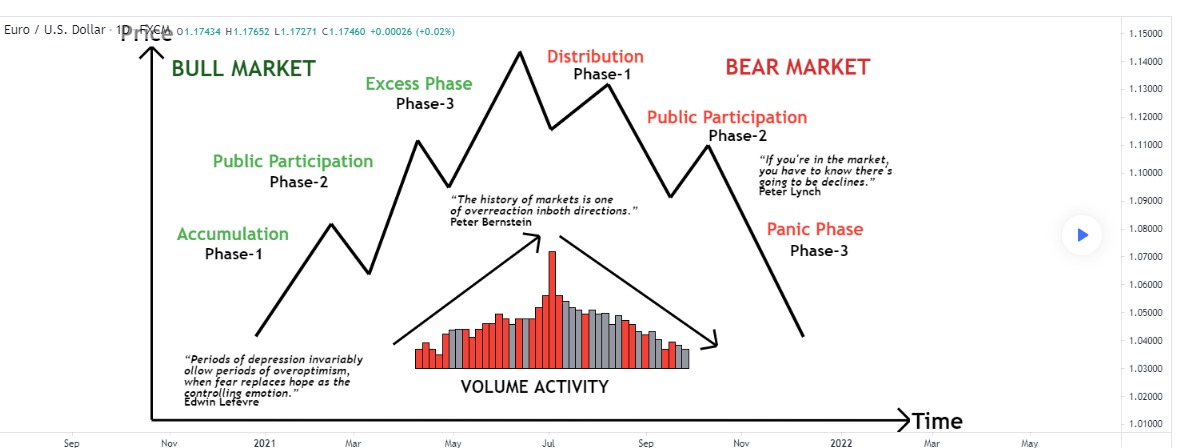 Euro / U.S. Dollar · 1D · FXCM O1.17434 H1.17652 L1.17271 C1.17460 +0.00026 (+0.02%)
Price
BULL MARKET
BEAR MARKET
Distribution
Phase-1
Excess Phase
Phase-3
Public Participation
Phase-2
Public Participation
Phase-2
"If you're in the market,
you have to know there's
going to be declines."
Peter Lynch
"The history of markets is one
of overreaction inboth directions."
Peter Bernstein
Accumulation
Phase-1
Panic Phase
Phase-3
"Periods of depression invariably
ollow periods of overoptimism,
when fear replaces hope as the
controlling emotion."
Edwin Lefevre
VOLUME ACTIVITY
Time
1.15000
1.14000
1.13000
1.12000
1.11000
1.10000
1.09000
1.08000
1.07000
1.06000
1.05000
1.04000
1.03000
1.02000
1.01000
Sep Nov 2021 Mar May Jul Sep Nov 2022 Mar May